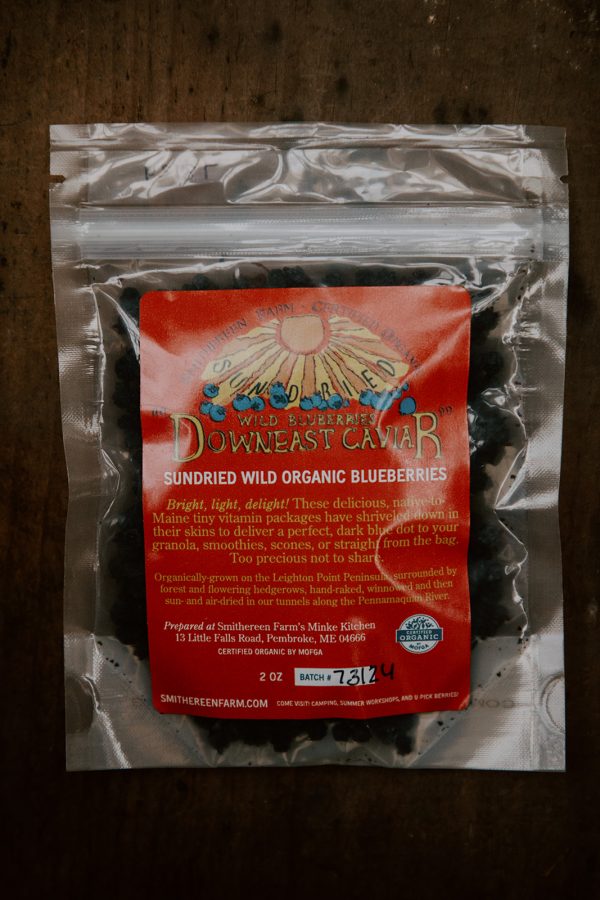 SMITHEREEN FARM · CERTIFIED ORGANIC
SUNDRIED
WILD BLUBERRIES
"DOWNEAST CAVIAR"
SUNDRIED WILD ORGANIC BLUEBERRIES
Bright, light, delight! These delicious, native-to-
Maine tiny vitamin packages have shriveled down in
their skins to deliver a perfect, dark blue dot to your
granola, smoothies, scones, or straight from the bag.
Too precious not to share.
Organically-grown on the Leighton Point Peninsula, surrounded by
forest and flowering hedgerows, hand-raked, winnowed and then
sun- and air-dried in our tunnels along the Pennamaquan River.
Prepared at Smithereen Farm's Minke Kitchen
13 Little Falls Road, Pembroke, ME 04666
CERTIFIED ORGANIC BY MOFGA
CERTIFIED
ORGANIC
BY
MOFGA
2 OZ BATCH # 73124
SMITHEREENFARM.COM COME VISIT: CAMPING, SUMMER WORKSHOPS, AND U PICK BERRIES!